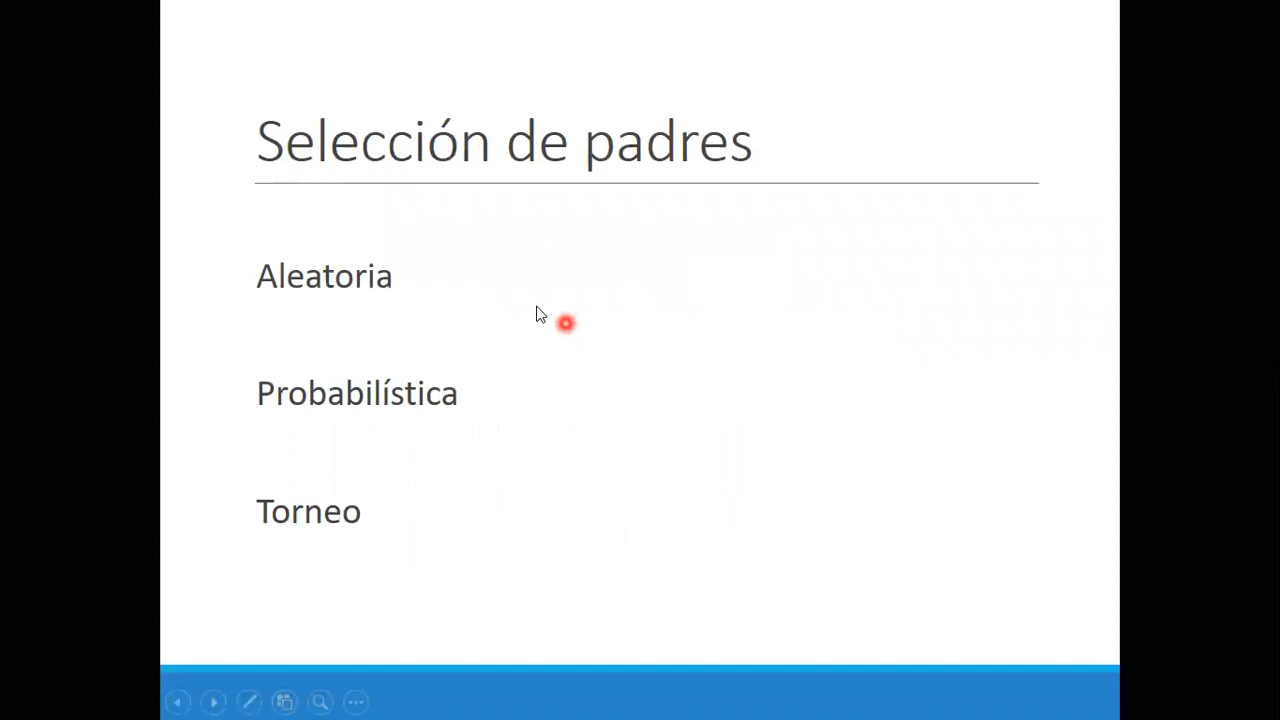 Selección de padres
Aleatoria
Probabilística
Torneo